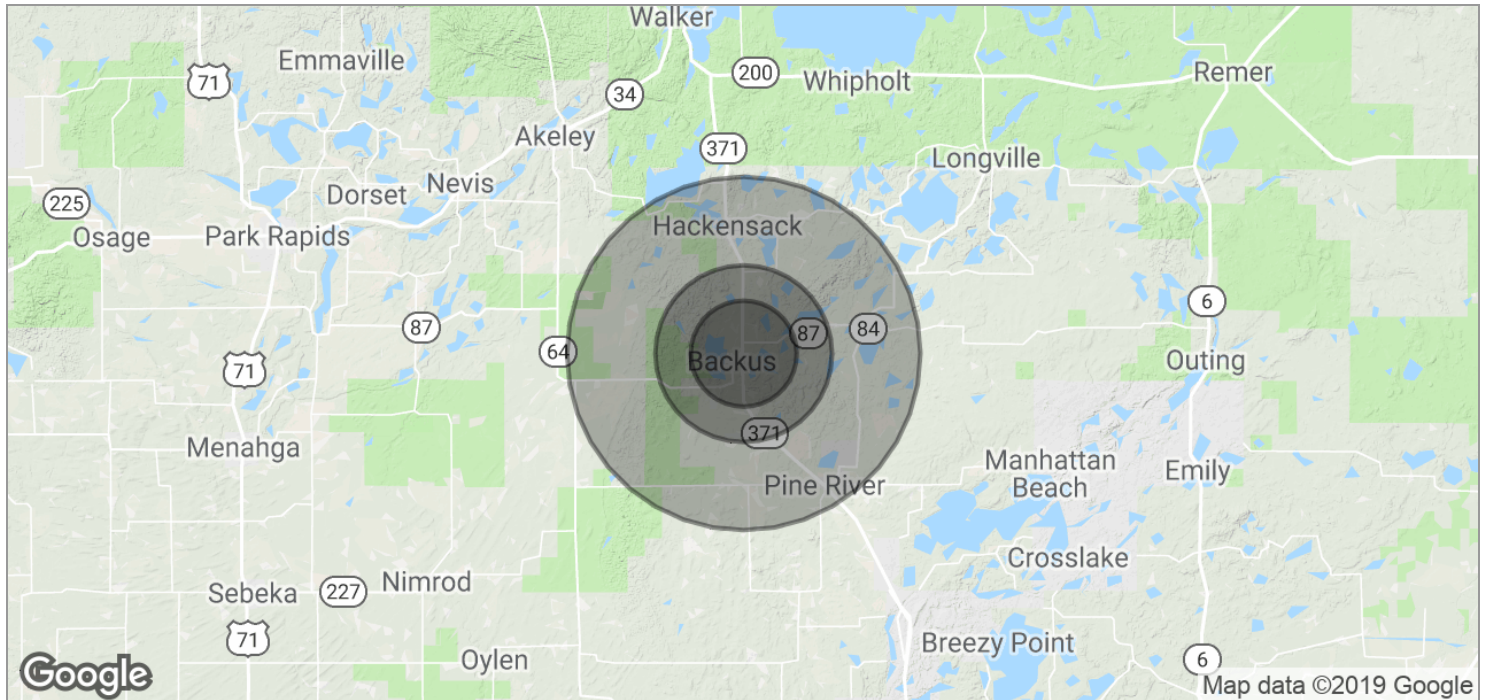 Walker
Emmaville
71
200
Whipholt
Remer
34
Akeley
371
Longville
Nevis
Dorset
225
Osage
Park Rapids
Hackensack
6
87
87
84
64
Backus
Outing
71
371
Menahga
Manhattan
Beach
Emily
Pine River
Crosslake
Nimrod
Sebeka
227
71
Breezy Point
Oylen
6
Google
Map data ©2019 Google